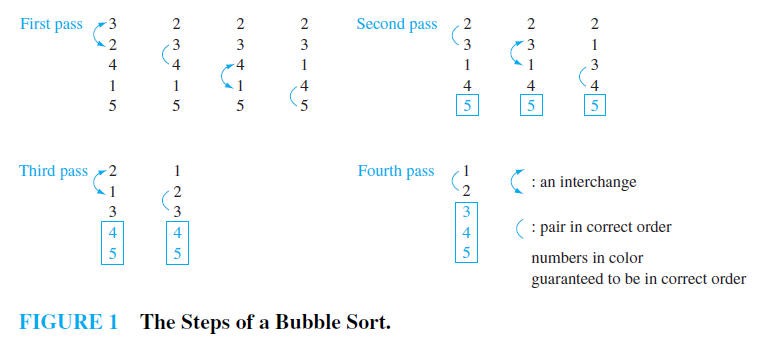 First pass 3 2 2 2
2 3 3 3
4 4 4 1
1 1 1 4
5 5 5 5
Second pass 2 2 2
3 3 1
1 1 3
4 4 4
5 5 5
Third pass 2 1
1 2
3 3
4 4
5 5
Fourth pass 1
2
3
4
5
: an interchange
: pair in correct order
numbers in color
guaranteed to be in correct order
FIGURE 1 The Steps of a Bubble Sort.